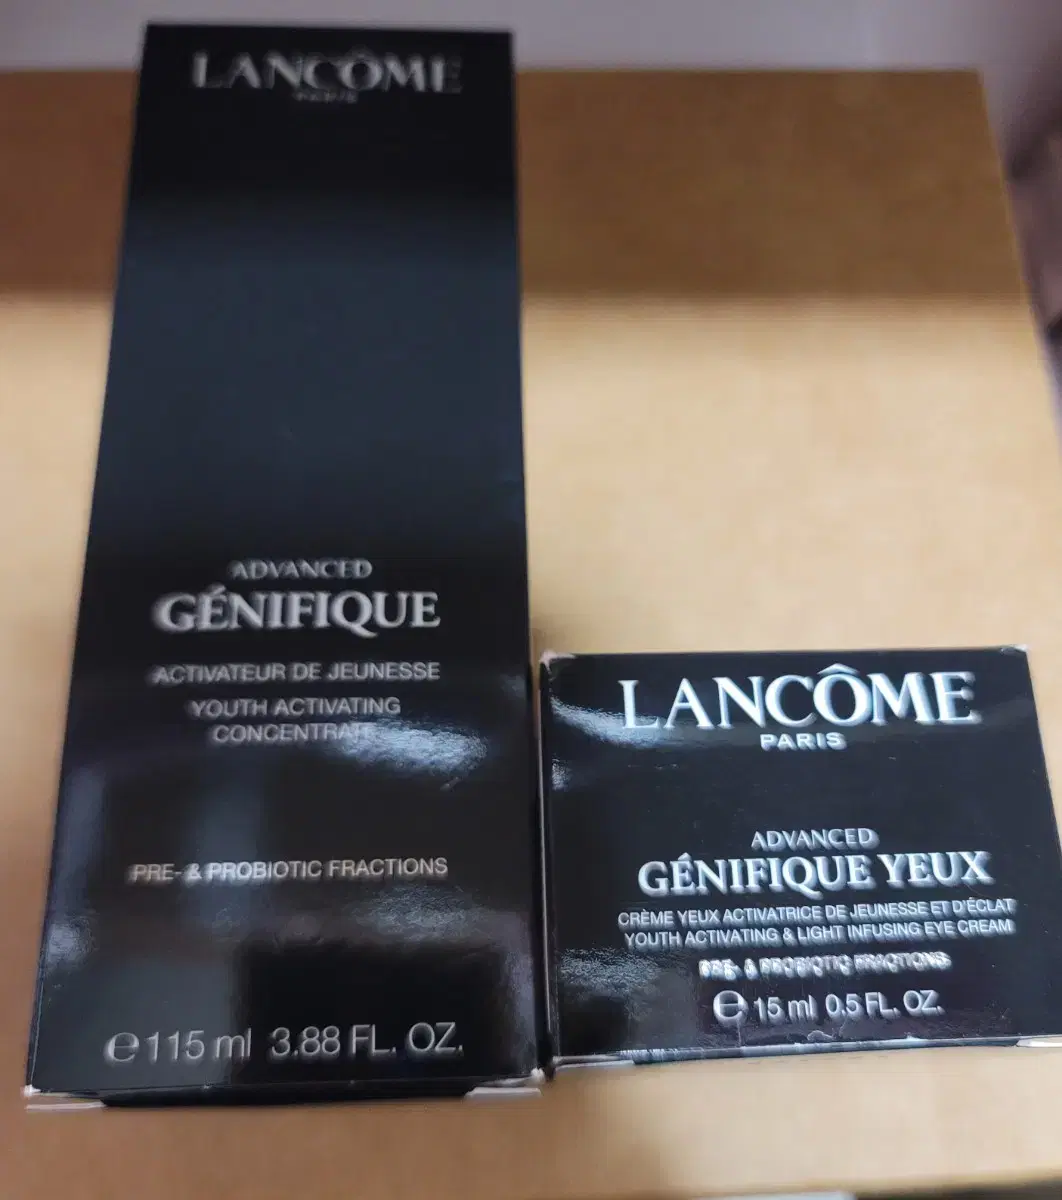 LANCÔME
PARIS
ADVANCED
GÉNIFIQUE
ACTIVATEUR DE JEUNESSE
YOUTH ACTIVATING
CONCENTRATE
PRE- & PROBIOTIC FRACTIONS
℮ 115 ml 3.88 FL. OZ.
LANCÔME
PARIS
ADVANCED
GÉNIFIQUE YEUX
CRÈME YEUX ACTIVATRICE DE JEUNESSE ET D'ÉCLAT
YOUTH ACTIVATING & LIGHT INFUSING EYE CREAM
PRE- & PROBIOTIC FRACTIONS
℮ 15 ml 0.5 FL. OZ.